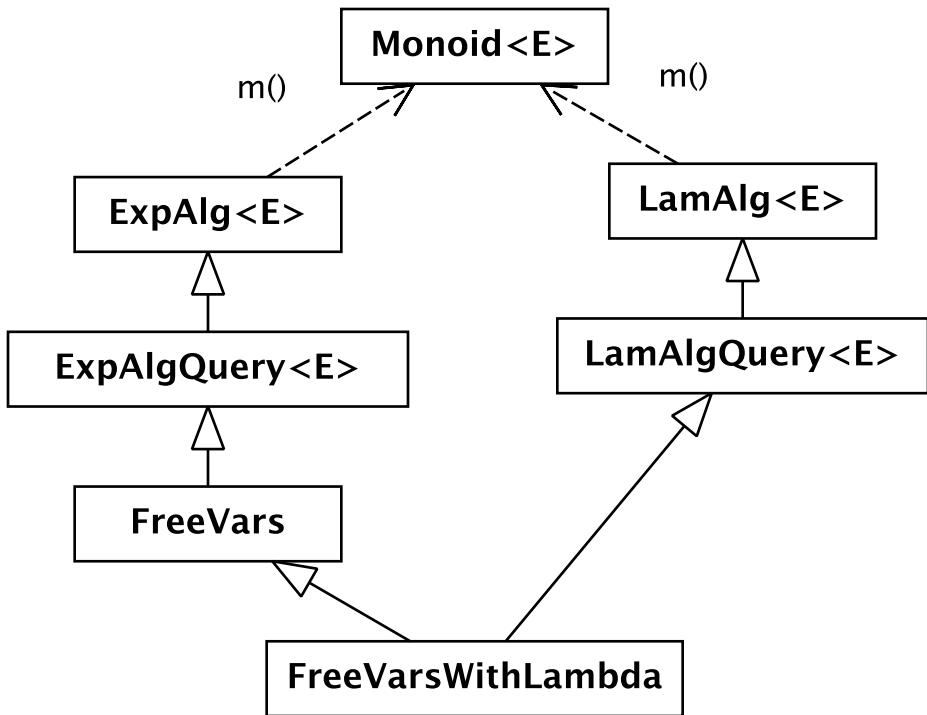 Monoid<E>
m()
m()
ExpAlg<E>
LamAlg<E>
ExpAlgQuery<E>
LamAlgQuery<E>
FreeVars
FreeVarsWithLambda